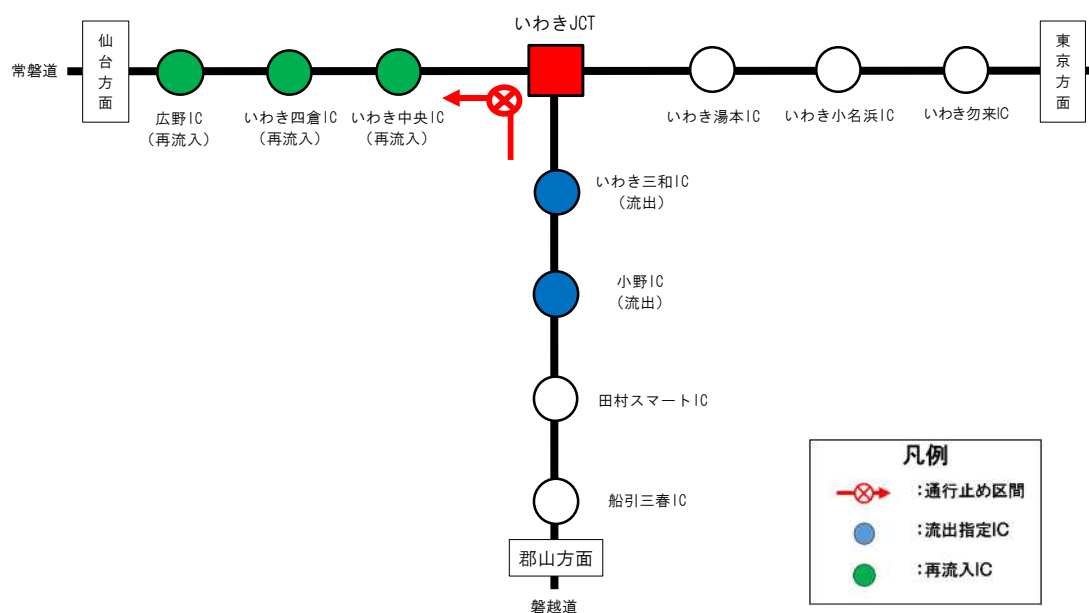 いわきJCT
常磐道
仙台方面
東京方面
広野IC
(再流入)
いわき四倉IC
(再流入)
いわき中央IC
(再流入)
いわき湯本IC
いわき小名浜IC
いわき勿来IC
いわき三和IC
(流出)
小野IC
(流出)
田村スマートIC
船引三春IC
郡山方面
磐越道
凡例
:通行止め区間
:流出指定IC
:再流入IC